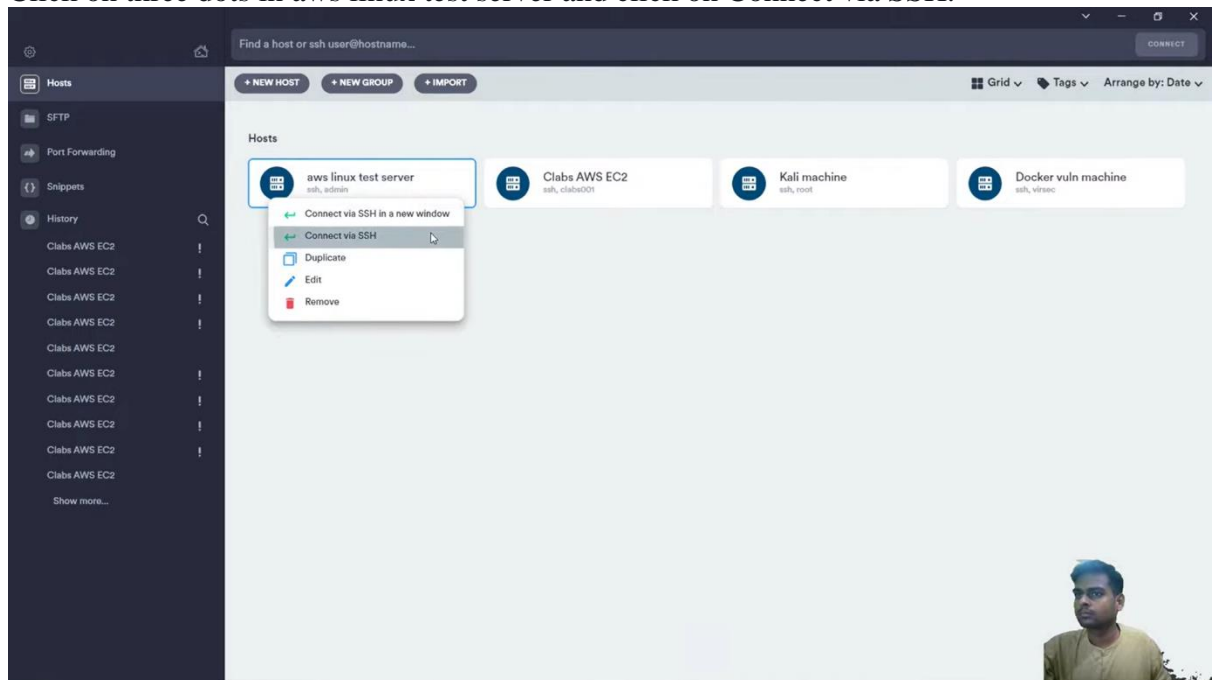 Click on three dots in aws linux test server and click on Connect via SSH.
Find a host or ssh user@hostname...
CONNECT
Hosts
+ NEW HOST
+ NEW GROUP
+ IMPORT
Grid
Tags
Arrange by: Date
SFTP
Port Forwarding
Snippets
History
Clabs AWS EC2 !
Clabs AWS EC2 !
Clabs AWS EC2 !
Clabs AWS EC2 !
Clabs AWS EC2
Clabs AWS EC2 !
Clabs AWS EC2 !
Clabs AWS EC2 !
Clabs AWS EC2 !
Clabs AWS EC2
Show more...
Hosts
aws linux test server
ssh, admin
Clabs AWS EC2
ssh, clabs001
Kali machine
ssh, root
Docker vuln machine
ssh, virsec
Connect via SSH in a new window
Connect via SSH
Duplicate
Edit
Remove